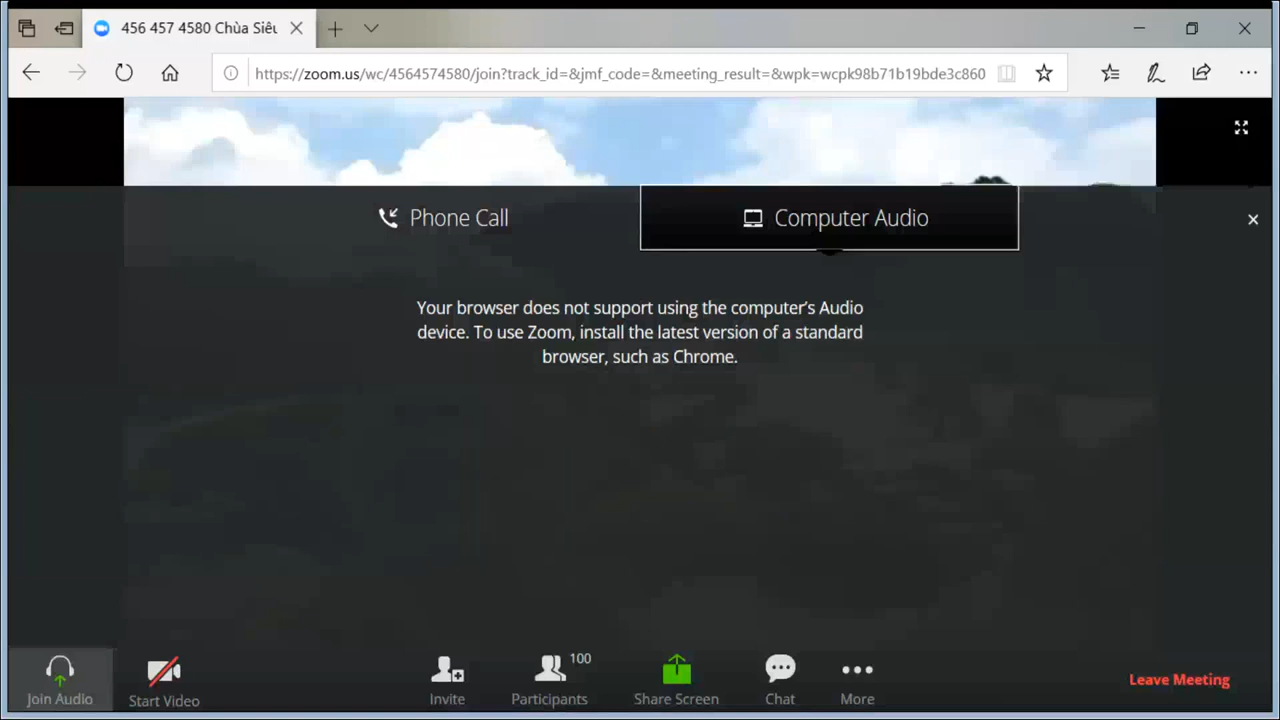 456 457 4580 Chùa Siêu
https://zoom.us/wc/4564574580/join?track_id=&jmf_code=&meeting_result=&wpk=wcpk98b71b19bde3c860
Phone Call
Computer Audio
Your browser does not support using the computer's Audio
device. To use Zoom, install the latest version of a standard
browser, such as Chrome.
Join Audio
Start Video
Invite
100
Participants
Share Screen
Chat
More
Leave Meeting